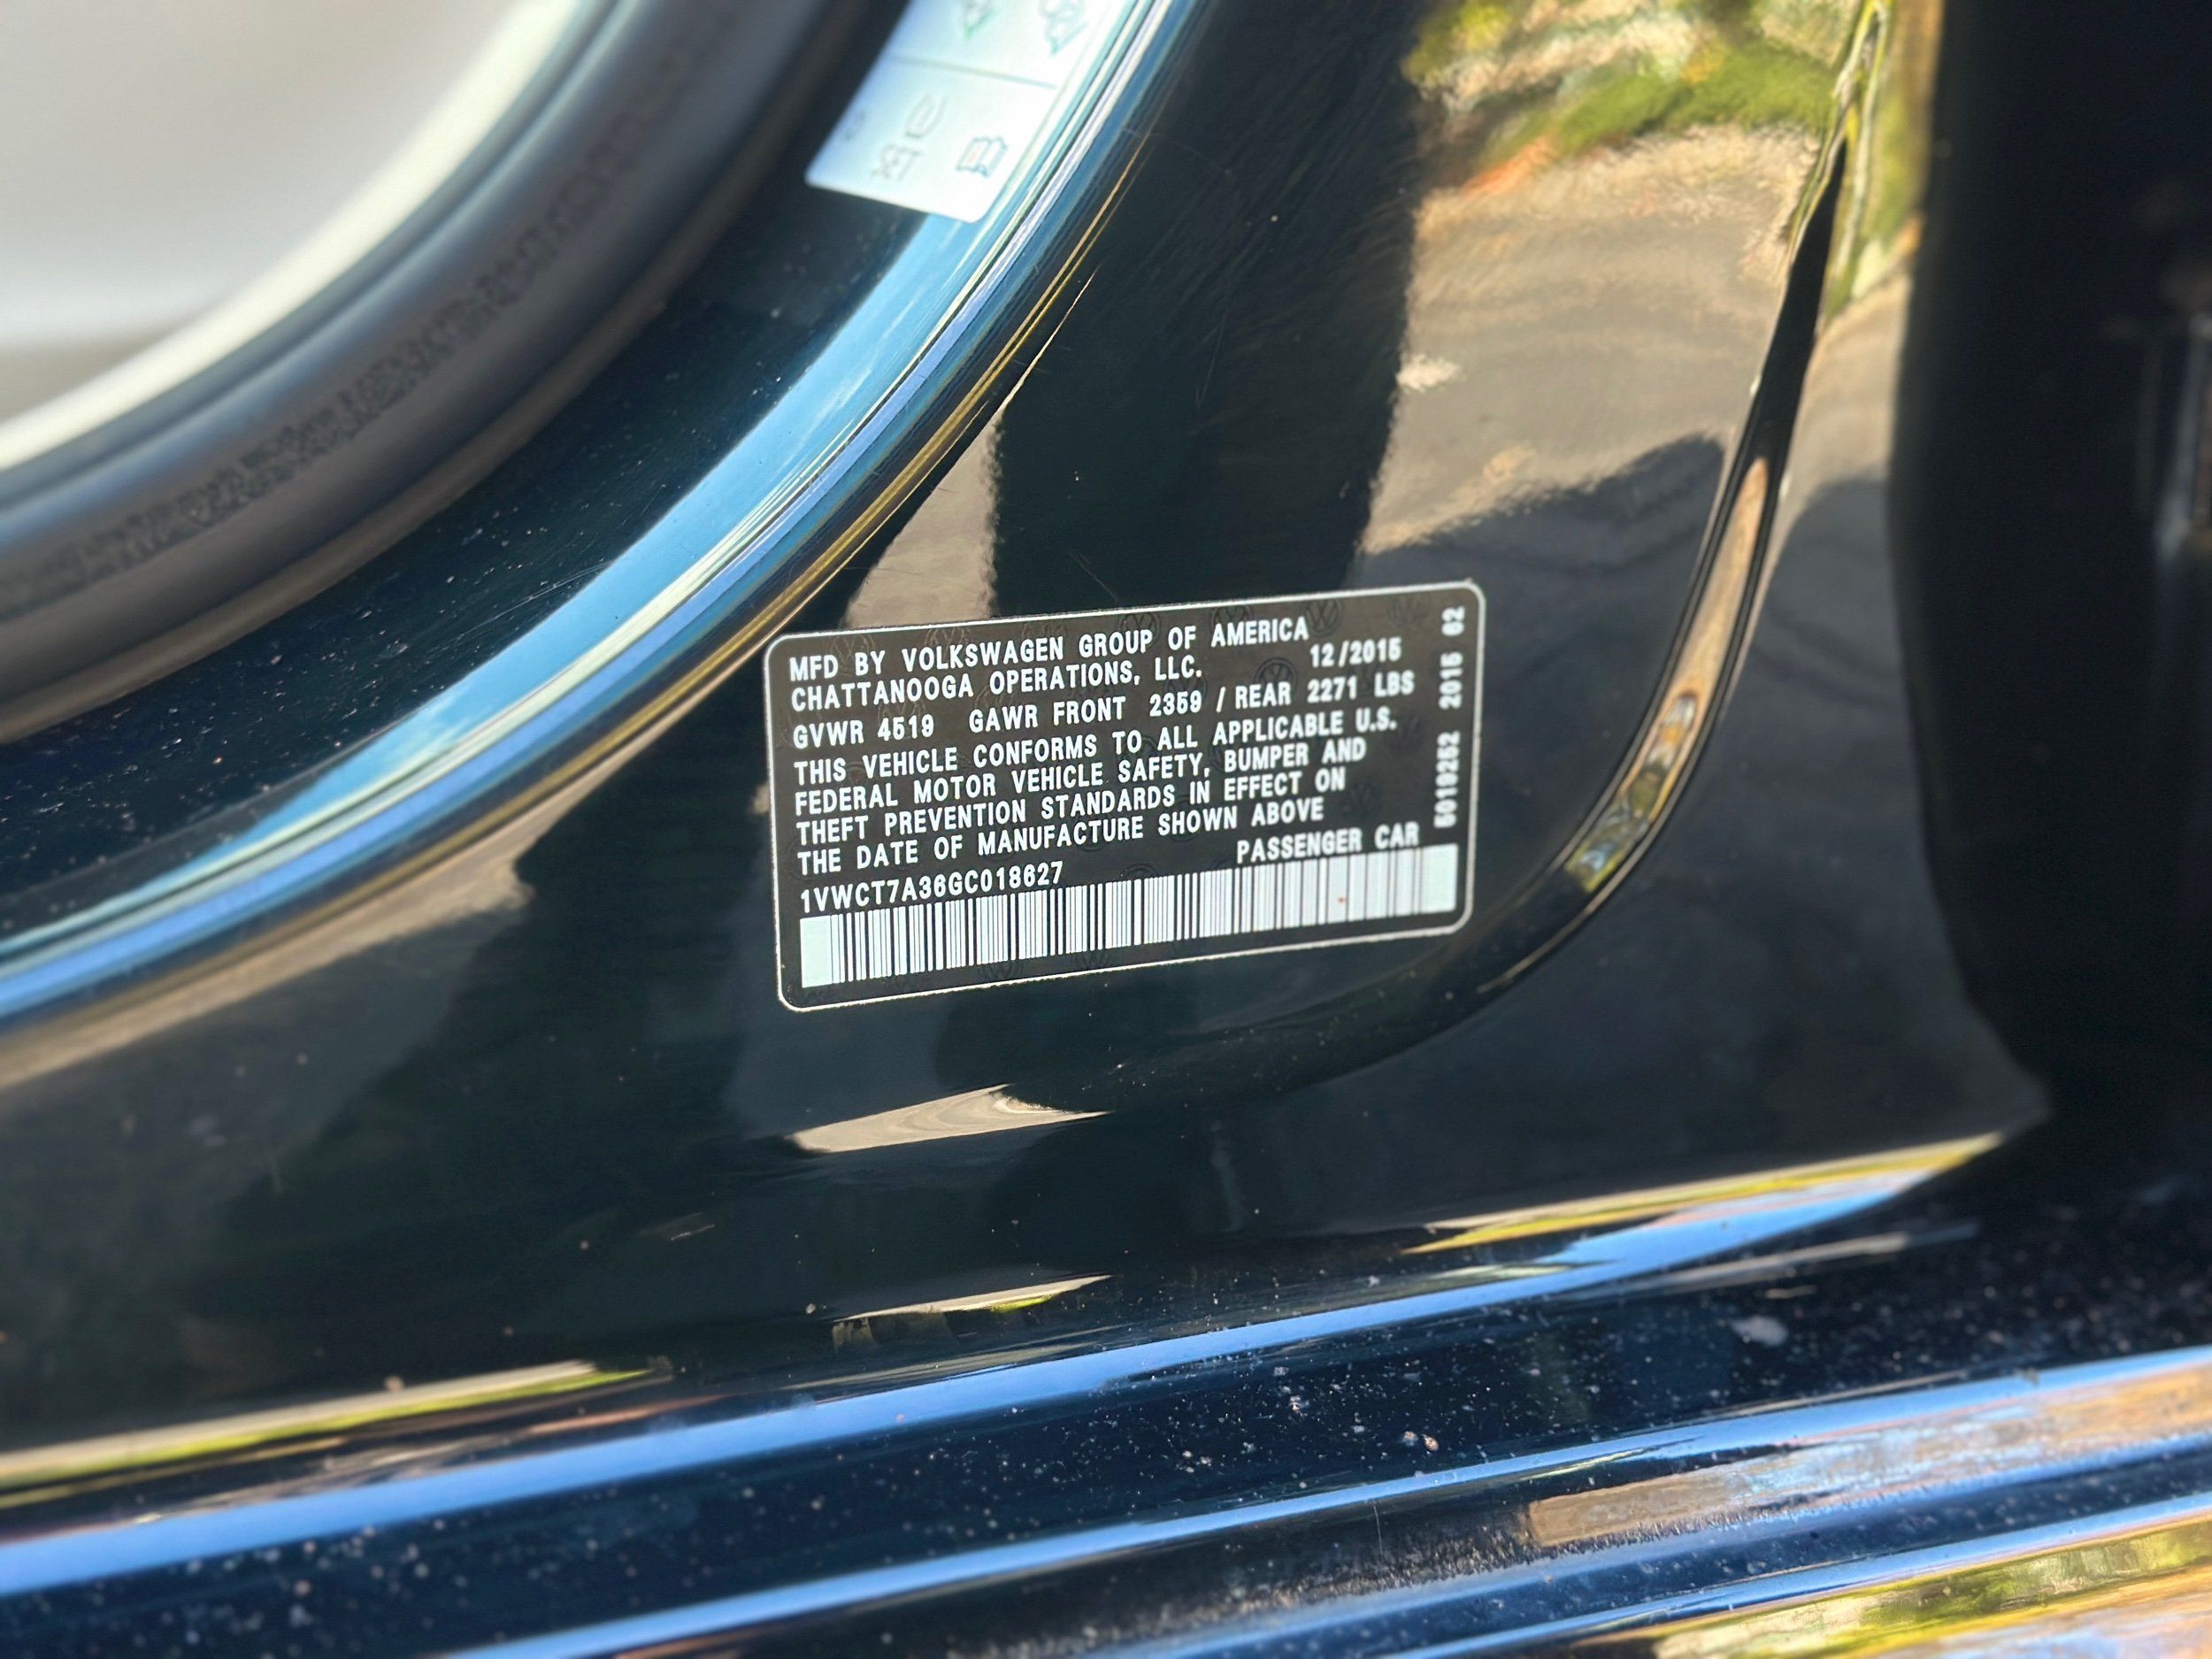 MFD BY VOLKSWAGEN GROUP OF AMERICA
CHATTANOOGA OPERATIONS, LLC. 12/2015
GVWR 4519 GAWR FRONT 2359 / REAR 2271 LBS
THIS VEHICLE CONFORMS TO ALL APPLICABLE U.S.
FEDERAL MOTOR VEHICLE SAFETY, BUMPER AND
THEFT PREVENTION STANDARDS IN EFFECT ON
THE DATE OF MANUFACTURE SHOWN ABOVE
1VWCT7A36GC018627 PASSENGER CAR
5019252 2015 02